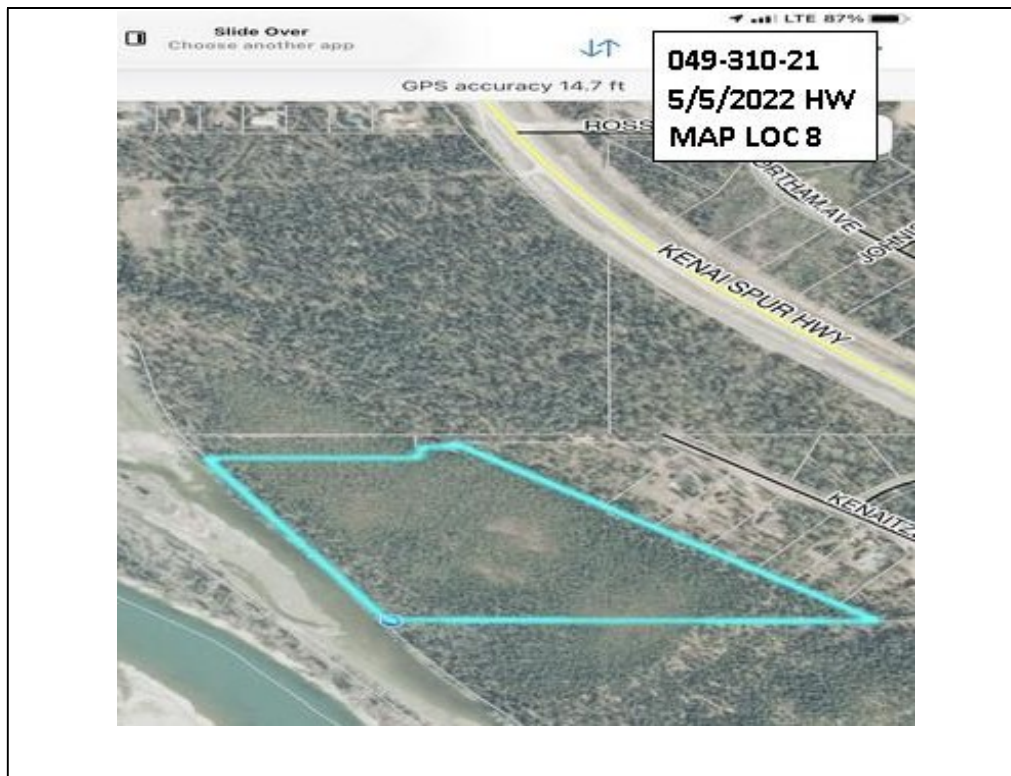 Slide Over
Choose another app
LTE 87%
GPS accuracy 14.7 ft
049-310-21
5/5/2022 HW
MAP LOC 8
ROSS
KENAI SPUR HWY
KENAITZ